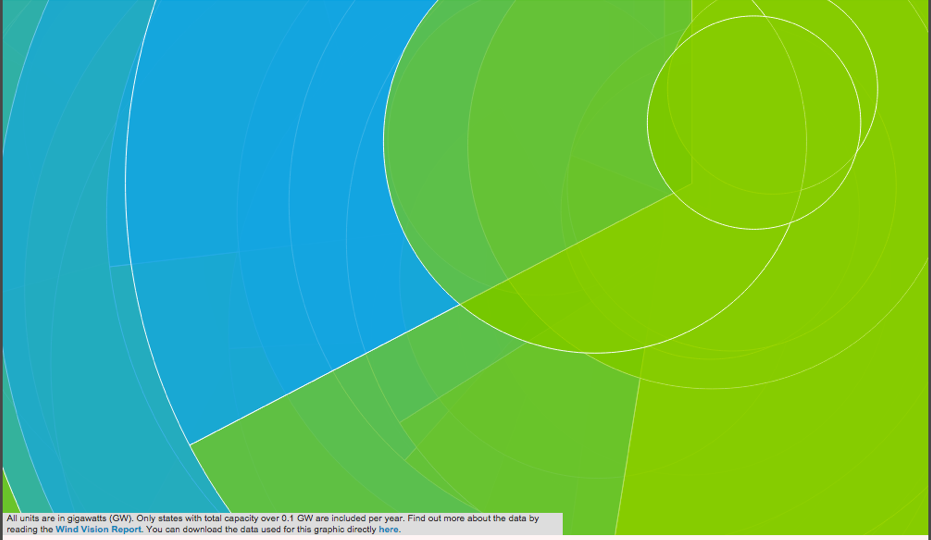 All units are in gigawatts (GW). Only states with total capacity over 0.1 GW are included per year. Find out more about the data by
reading the Wind Vision Report. You can download the data used for this graphic directly here.